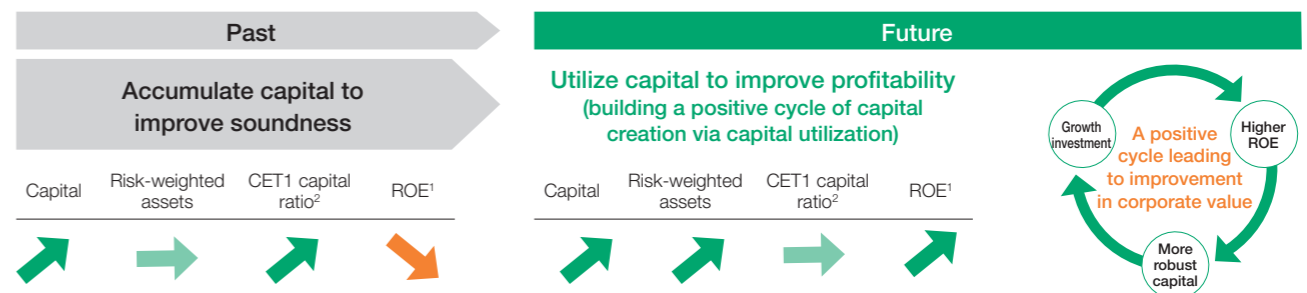 Past
Accumulate capital to
improve soundness
Capital
Risk-weighted
assets
CET1 capital
ratio²
ROE¹
Future
Utilize capital to improve profitability
(building a positive cycle of capital
creation via capital utilization)
Capital
Risk-weighted
assets
CET1 capital
ratio²
ROE¹
Growth
investment
A positive
cycle leading
to improvement
in corporate value
Higher
ROE
More
robust
capital